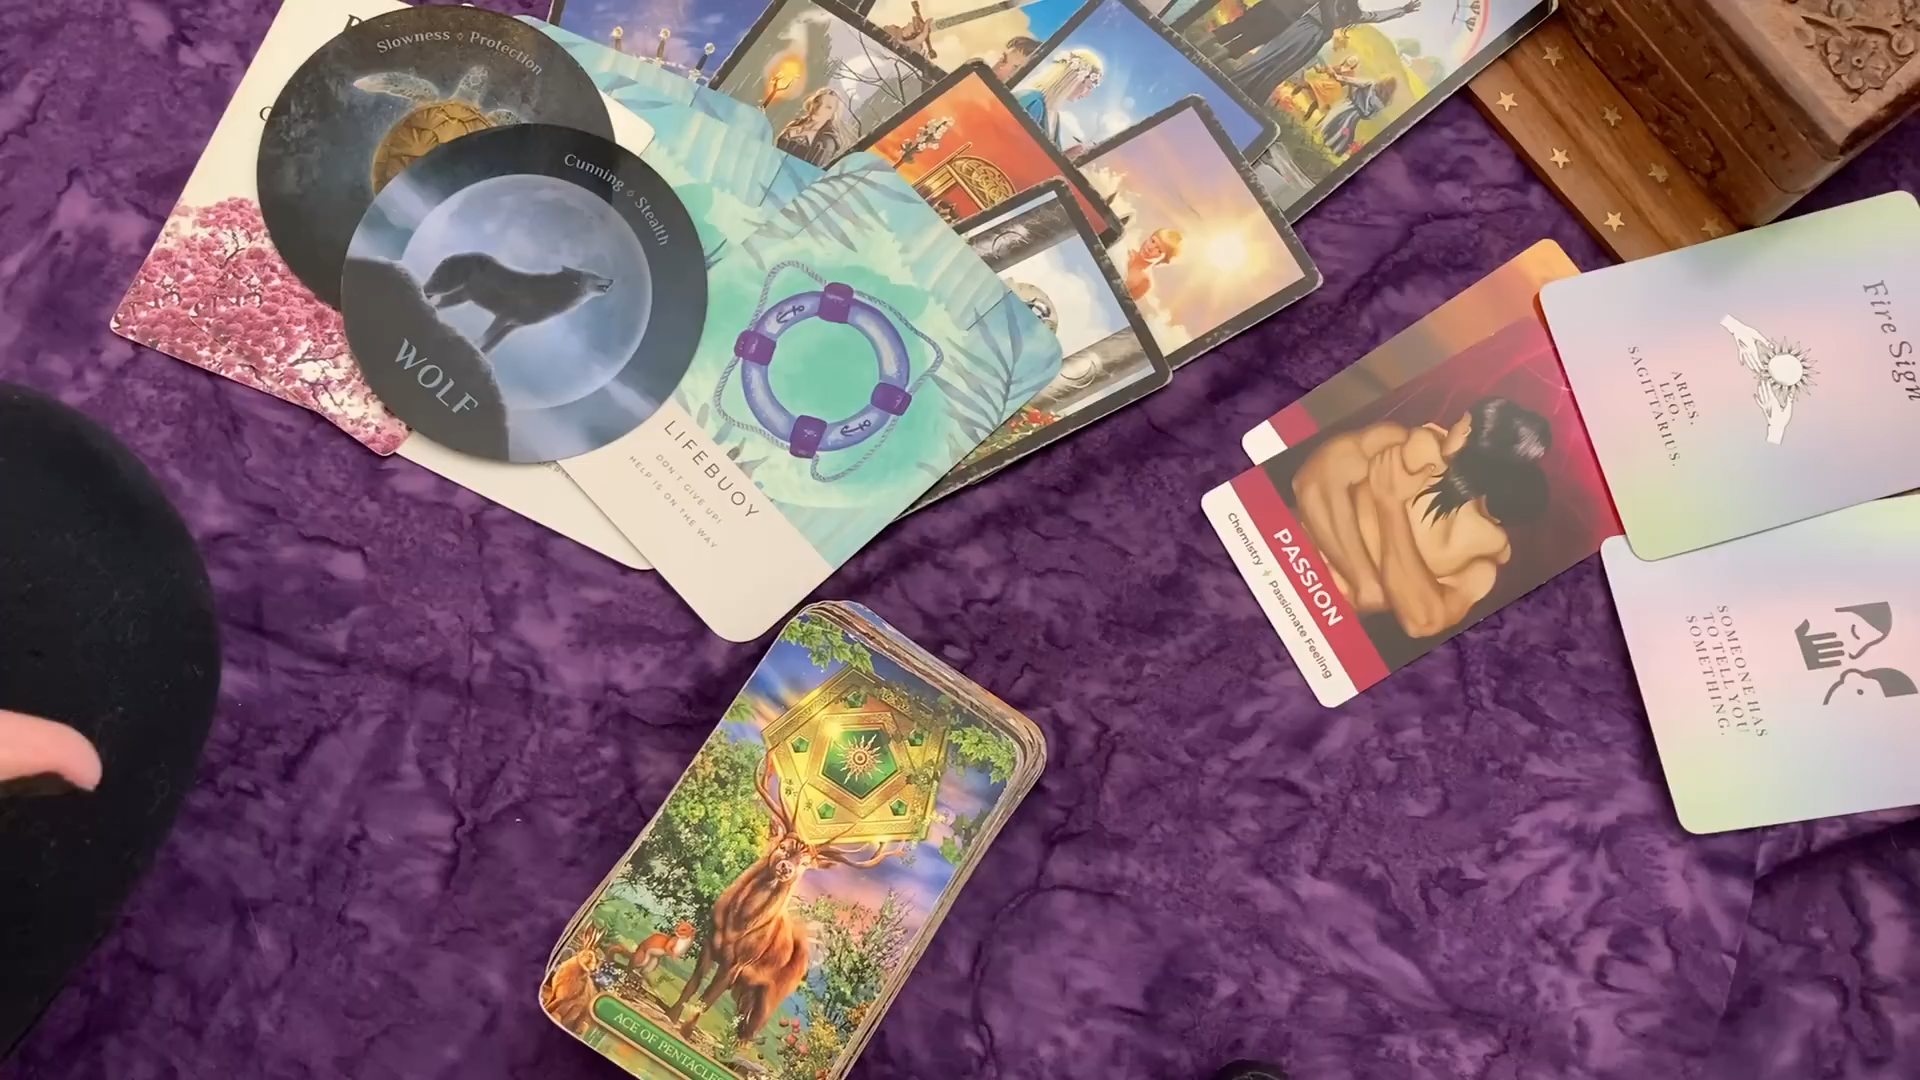 Slowness ◊ Protection
Cunning ◊ Stealth
WOLF
LIFEBUOY
DON'T GIVE UP!
HELP IS ON THE WAY
PASSION
Chemistry + Passionate Feeling
Fire Sign
ARIES,
LEO,
SAGITTARIUS.
SOMEONE HAS
TO TELL YOU
SOMETHING.
ACE OF PENTACLES